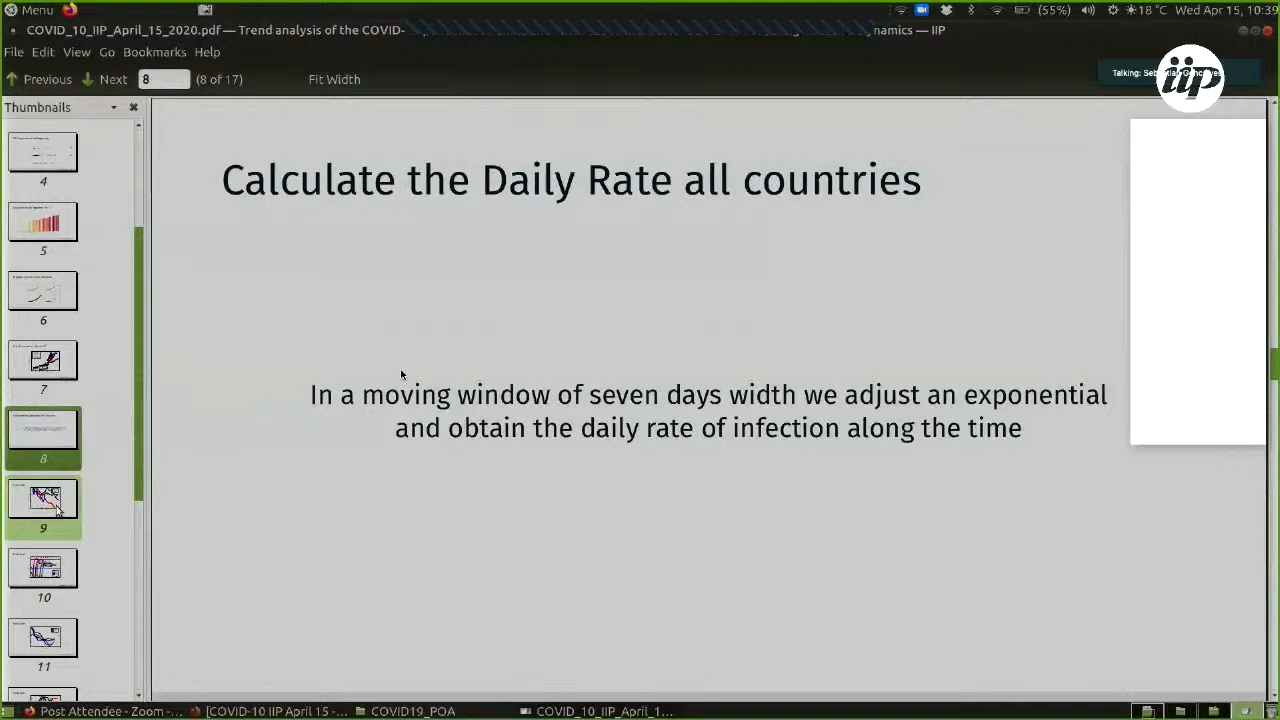 Menu
(55%)
18 °C
Wed Apr 15, 10:39
COVID_10_IIP_April_15_2020.pdf — Trend analysis of the COVID-
namics — IIP
File Edit View Go Bookmarks Help
Previous Next 8 (8 of 17) Fit Width
Talking:
iip
Thumbnails
4
5
6
7
8
9
10
11
Calculate the Daily Rate all countries
In a moving window of seven days width we adjust an exponential
and obtain the daily rate of infection along the time
Post Attendee - Zoom -...
[COVID-10 IIP April 15 -...
COVID19_POA
COVID_10_IIP_April_1...